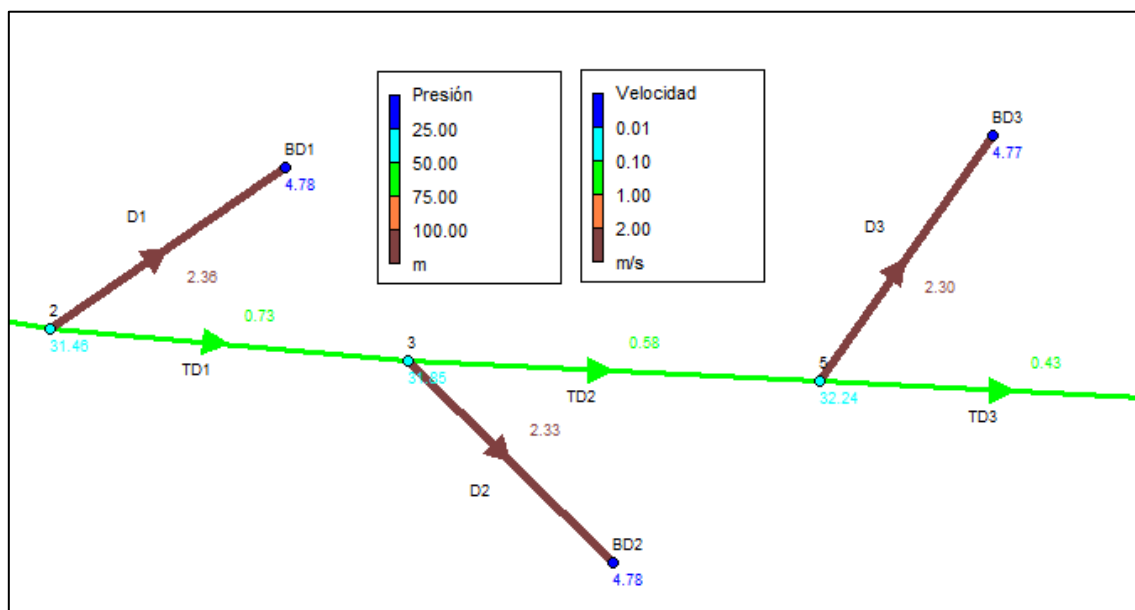 Presión
25.00
50.00
75.00
100.00
m
Velocidad
0.01
0.10
1.00
2.00
m/s
BD1
4.78
D1
2.36
2
31.46
0.73
TD1
3
31.85
0.58
TD2
2.33
D2
BD2
4.78
BD3
4.77
D3
2.30
5
32.24
0.43
TD3